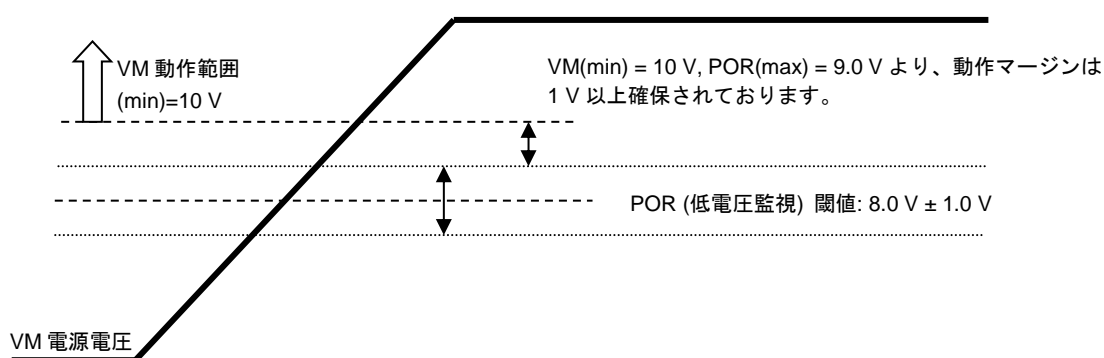 VM 動作範囲
(min)=10 V
VM(min) = 10 V, POR(max) = 9.0 V より、動作マージンは
1 V 以上確保されております。
POR (低電圧監視) 閾値: 8.0 V ± 1.0 V
VM 電源電圧